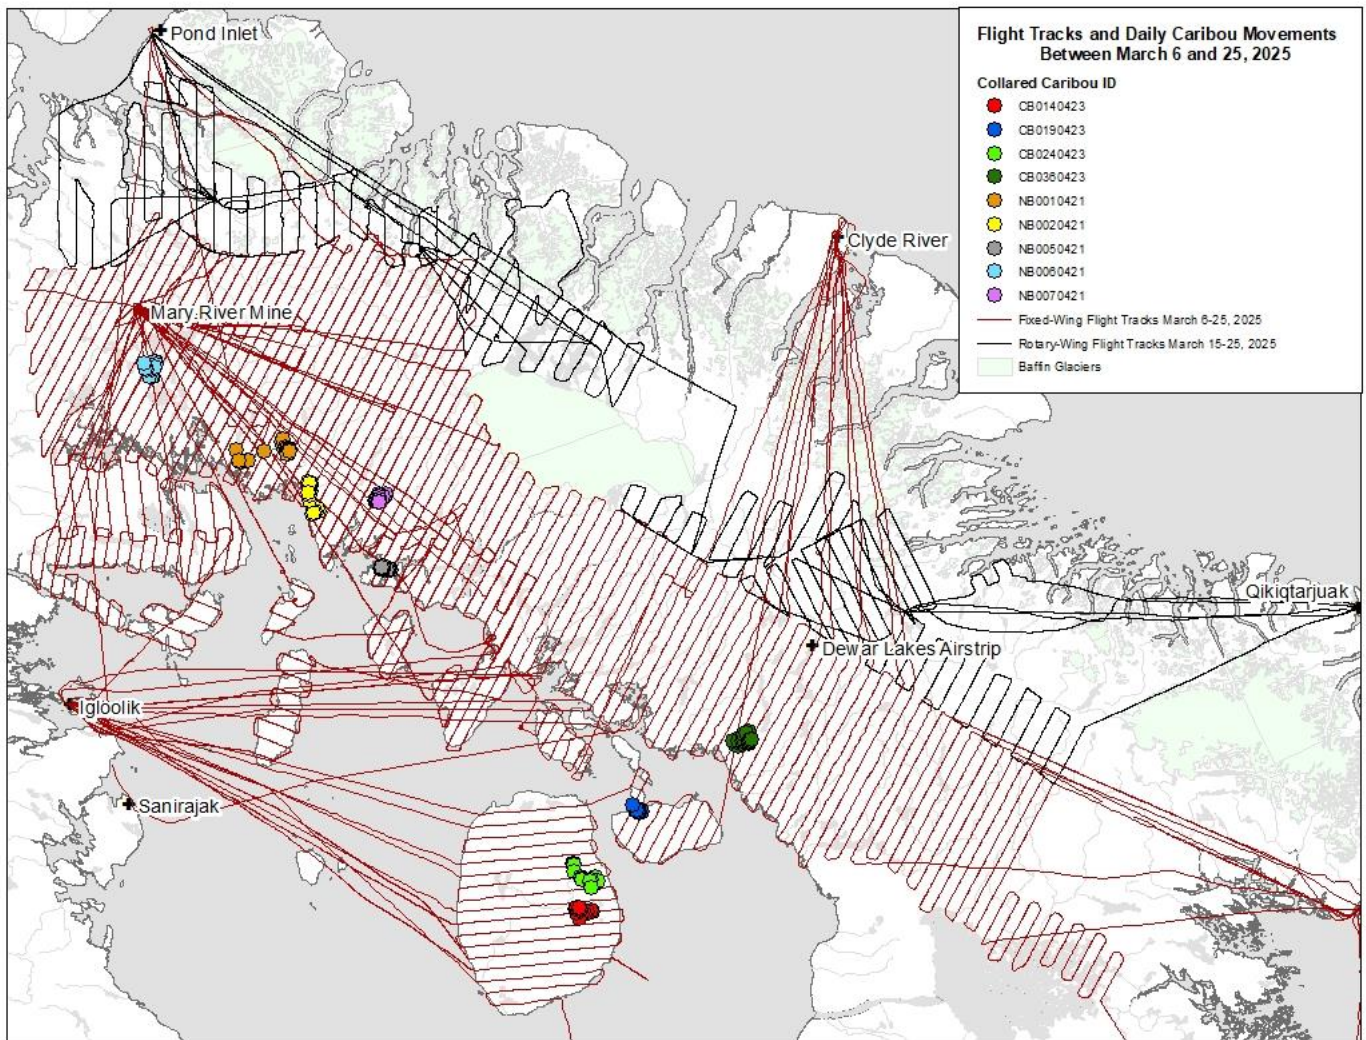 Flight Tracks and Daily Caribou Movements
Between March 6 and 25, 2025
Collared Caribou ID
CB0140423
CB0190423
CB0240423
CB0360423
NB0010421
NB0020421
NB0050421
NB0060421
NB0070421
Fixed-Wing Flight Tracks March 6-25, 2025
Rotary-Wing Flight Tracks March 15-25, 2025
Baffin Glaciers
Pond Inlet
Clyde River
Mary River Mine
Qikiqtarjuak
Dewar Lakes Airstrip
Igloolik
Sanirajak